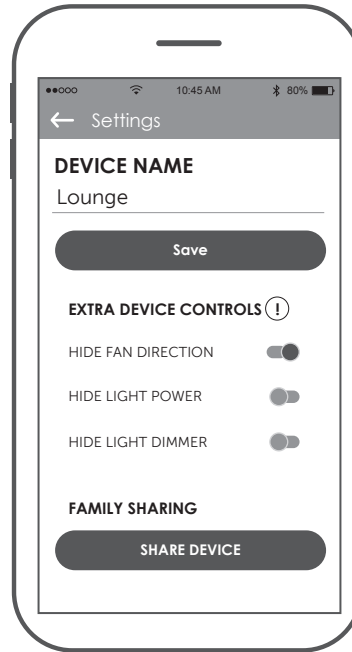 10:45 AM 80%
Settings
DEVICE NAME
Lounge
Save
EXTRA DEVICE CONTROLS !
HIDE FAN DIRECTION
HIDE LIGHT POWER
HIDE LIGHT DIMMER
FAMILY SHARING
SHARE DEVICE